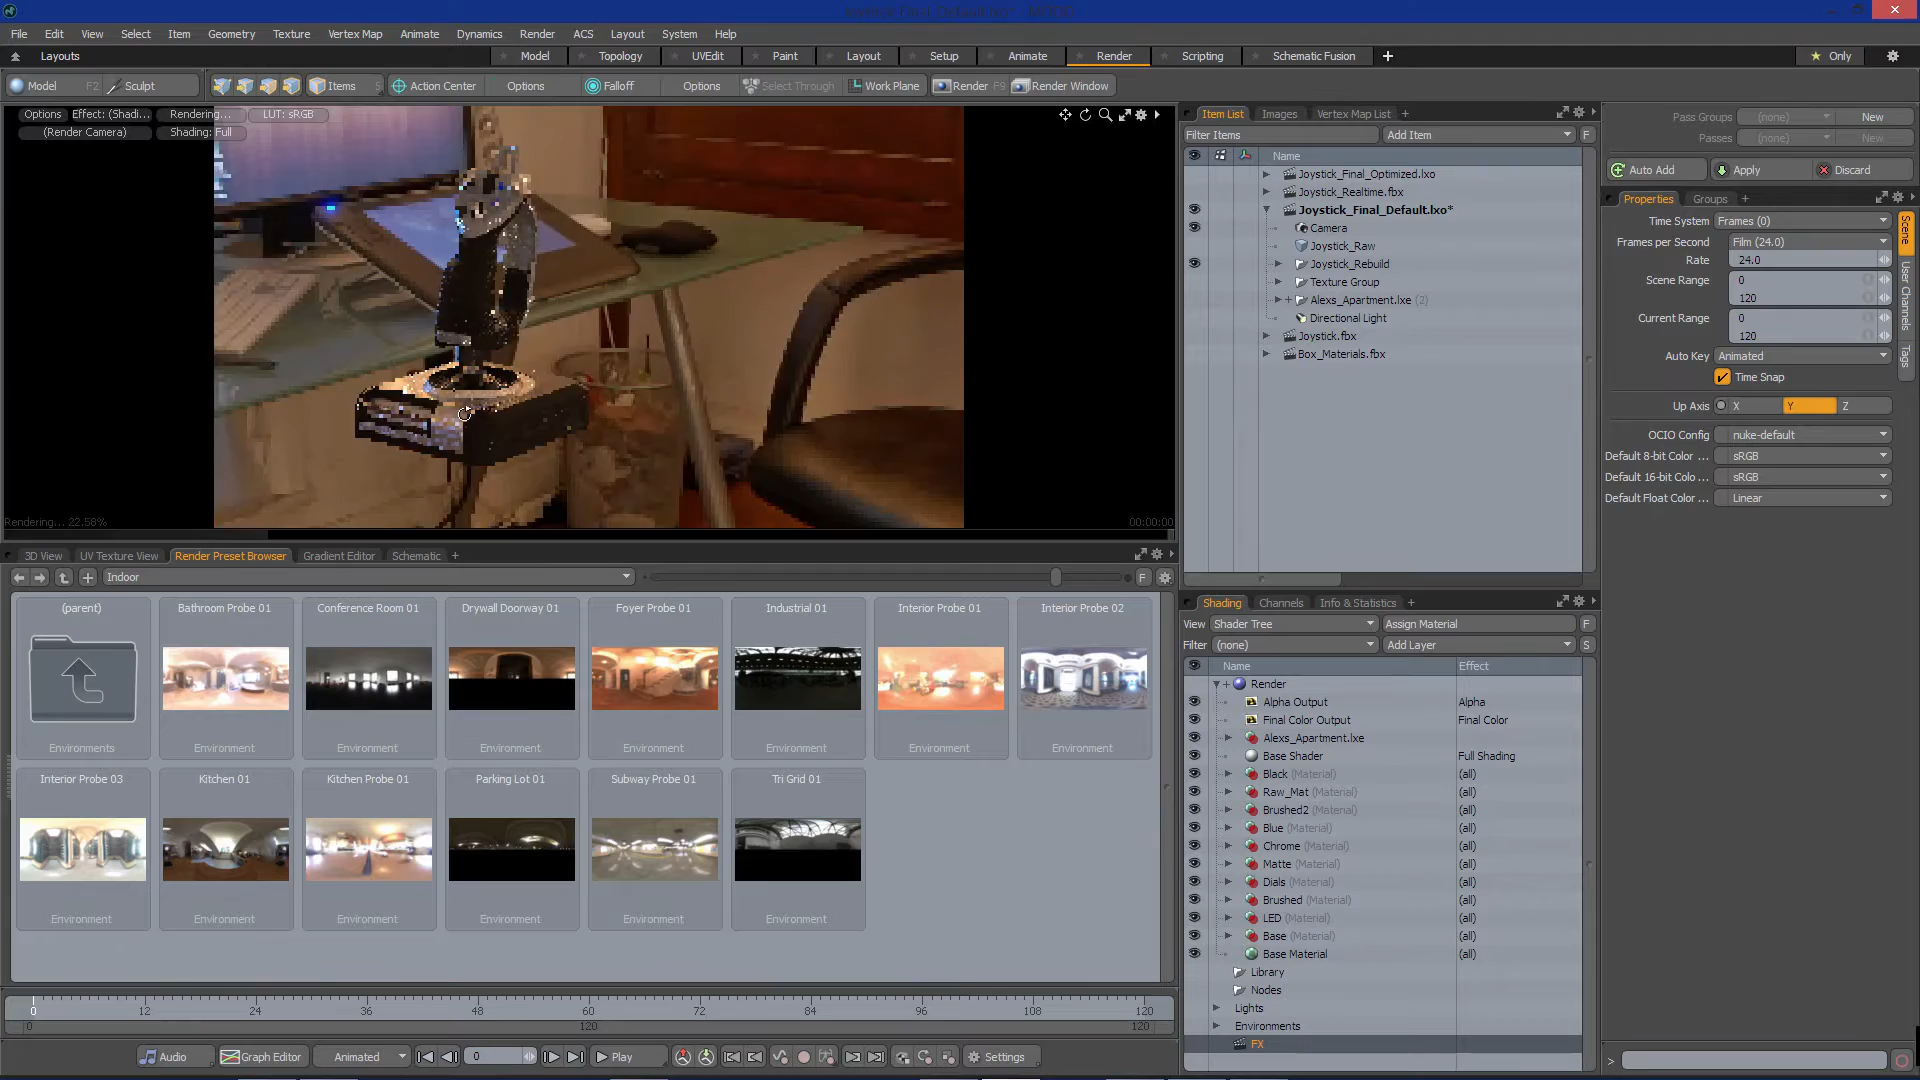 File Edit View Select Item Geometry Texture Vertex Map Animate Dynamics Render ACS Layout System Help
Layouts Model Topology UVEdit Paint Layout Setup Animate Render Scripting Schematic Fusion Only
Model F2 Sculpt Items Action Center Options Falloff Options Select Through Work Plane Render F9 Render Window
Options Effect: (Shadi... Rendering... LUT: sRGB
(Render Camera) Shading: Full
Rendering... 22.58% 00:00:00
3D View UV Texture View Render Preset Browser Gradient Editor Schematic
Indoor F
(parent) Bathroom Probe 01 Conference Room 01 Drywall Doorway 01 Foyer Probe 01 Industrial 01 Interior Probe 01 Interior Probe 02
Environments Environment Environment Environment Environment Environment Environment Environment
Interior Probe 03 Kitchen 01 Kitchen Probe 01 Parking Lot 01 Subway Probe 01 Tri Grid 01
Environment Environment Environment Environment Environment Environment
0 12 24 36 48 60 72 84 96 108 120
0 120 120
Audio Graph Editor Animated 0 Play Settings
Item List Images Vertex Map List
Filter Items Add Item F
Name
Joystick_Final_Optimized.lxo
Joystick_Realtime.fbx
Joystick_Final_Default.lxo*
Camera
Joystick_Raw
Joystick_Rebuild
Texture Group
Alexs_Apartment.lxe (2)
Directional Light
Joystick.fbx
Box_Materials.fbx
Shading Channels Info & Statistics
View Shader Tree Assign Material F
Filter (none) Add Layer S
Name Effect
Render
Alpha Output Alpha
Final Color Output Final Color
Alexs_Apartment.lxe
Base Shader Full Shading
Black (Material) (all)
Raw_Mat (Material) (all)
Brushed2 (Material) (all)
Blue (Material) (all)
Chrome (Material) (all)
Matte (Material) (all)
Dials (Material) (all)
Brushed (Material) (all)
LED (Material) (all)
Base (Material) (all)
Base Material (all)
Library
Nodes
Lights
Environments
FX
Pass Groups (none) New
Passes (none) New
Auto Add Apply Discard
Properties Groups
Time System Frames (0)
Frames per Second Film (24.0)
Rate 24.0
Scene Range 0
120
Current Range 0
120
Auto Key Animated
Time Snap
Up Axis X Y Z
OCIO Config nuke-default
Default 8-bit Color ... sRGB
Default 16-bit Colo ... sRGB
Default Float Color ... Linear
Scene
User Channels
Tags